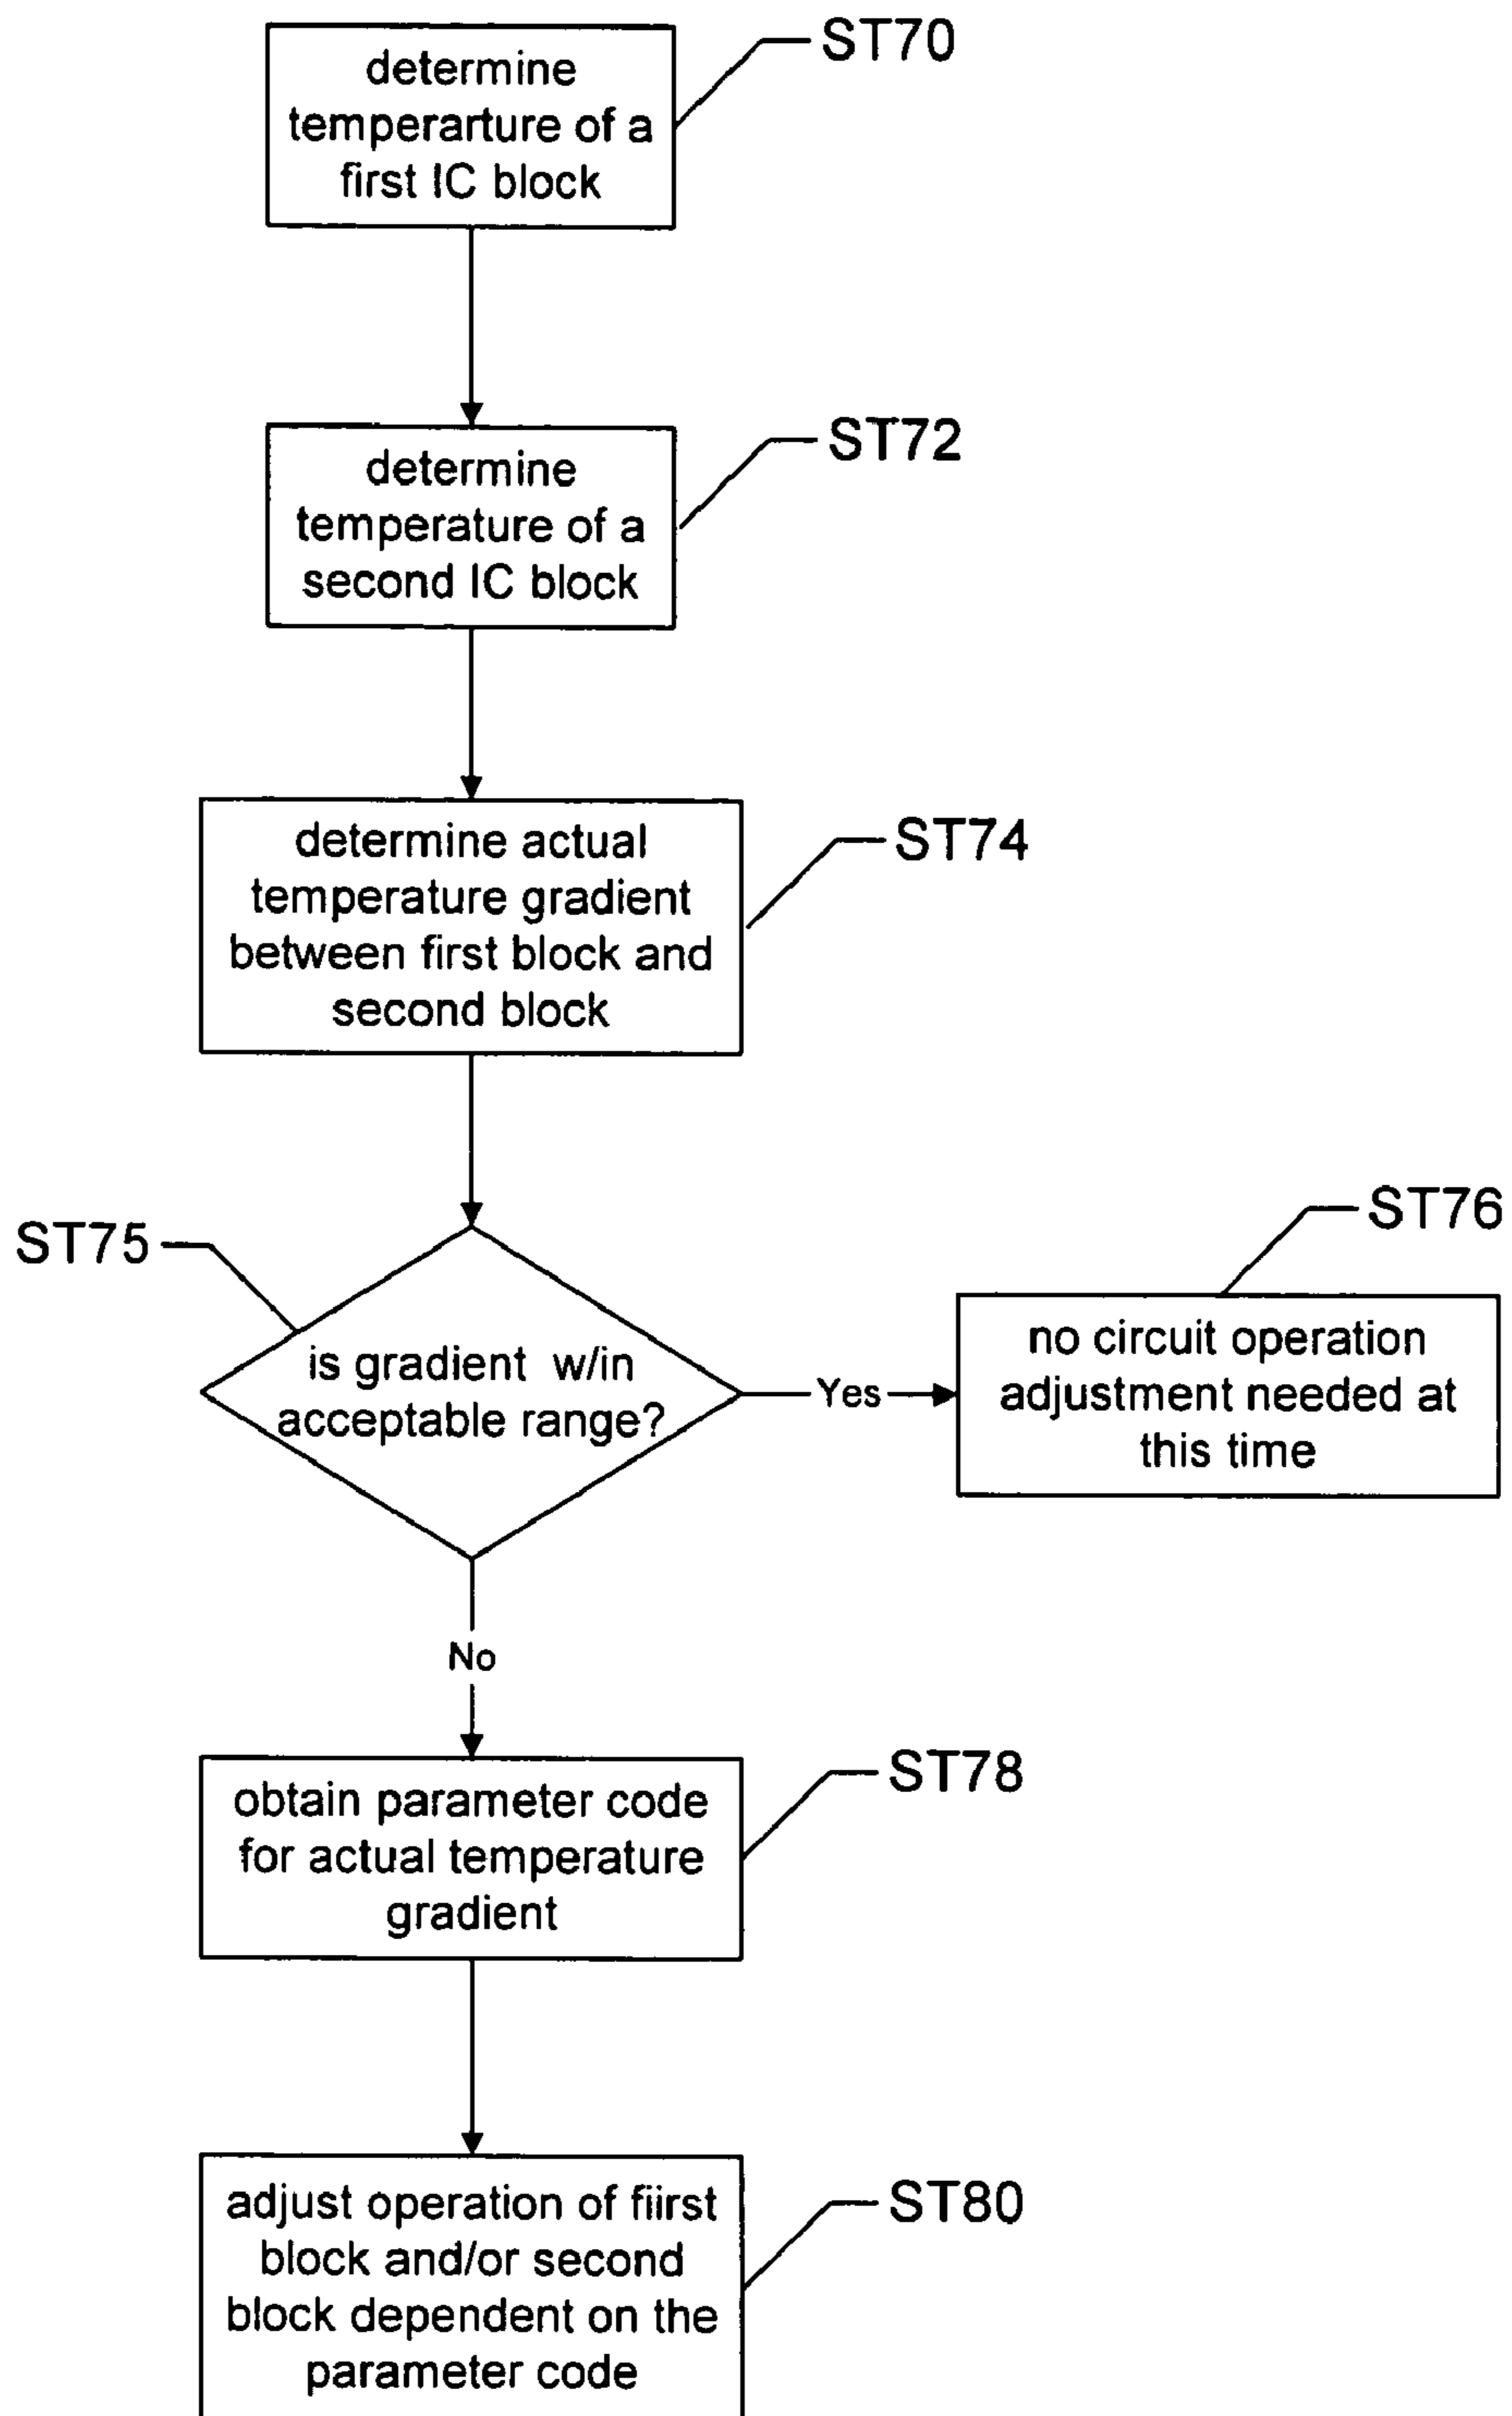 determine
temperarture of a
first IC block
ST70
determine
temperature of a
second IC block
ST72
determine actual
temperature gradient
between first block and
second block
ST74
ST75
is gradient w/in
acceptable range?
Yes
ST76
no circuit operation
adjustment needed at
this time
No
obtain parameter code
for actual temperature
gradient
ST78
adjust operation of fiirst
block and/or second
block dependent on the
parameter code
ST80